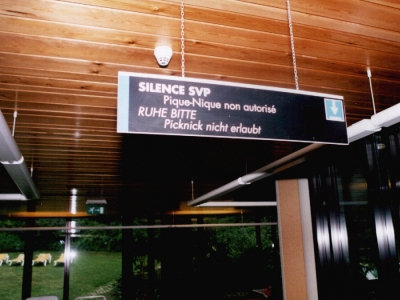 SILENCE SVP
Pique-Nique non autorisé
RUHE BITTE
Picknick nicht erlaubt